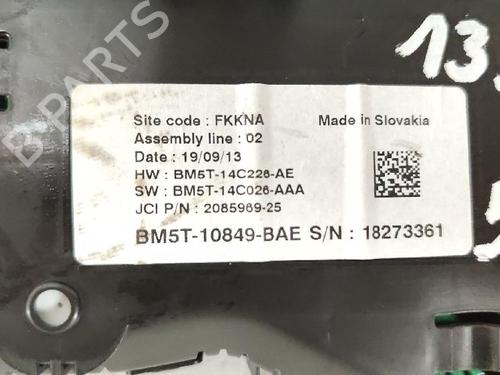 B-PARTS
13
Site code : FKKNA Made in Slovakia
Assembly line : 02
Date : 19/09/13
HW : BM5T-14C226-AE
SW : BM5T-14C026-AAA
JCI P/N : 2085969-25
BM5T-10849-BAE S/N : 18273361